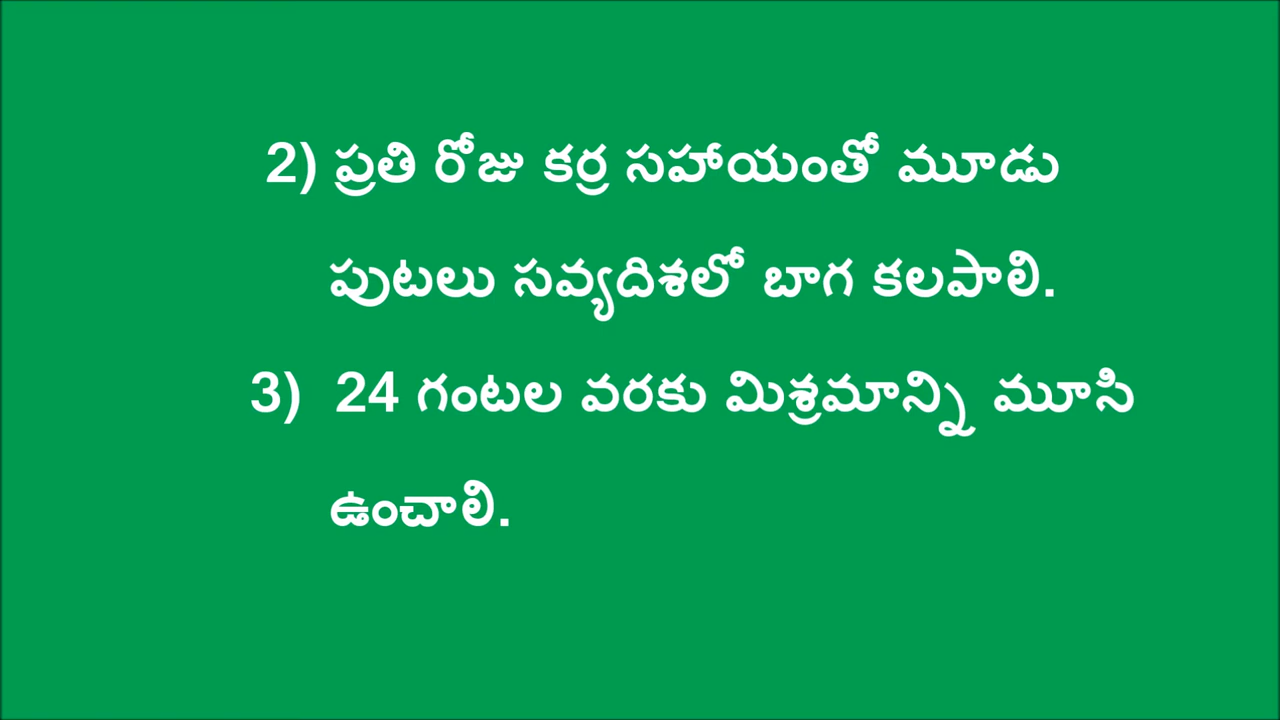 2) ప్రతి రోజు కర్ర సహాయంతో మూడు
పుటలు సవ్యదిశలో బాగ కలపాలి.
3) 24 గంటల వరకు మిశ్రమాన్ని మూసి
ఉంచాలి.